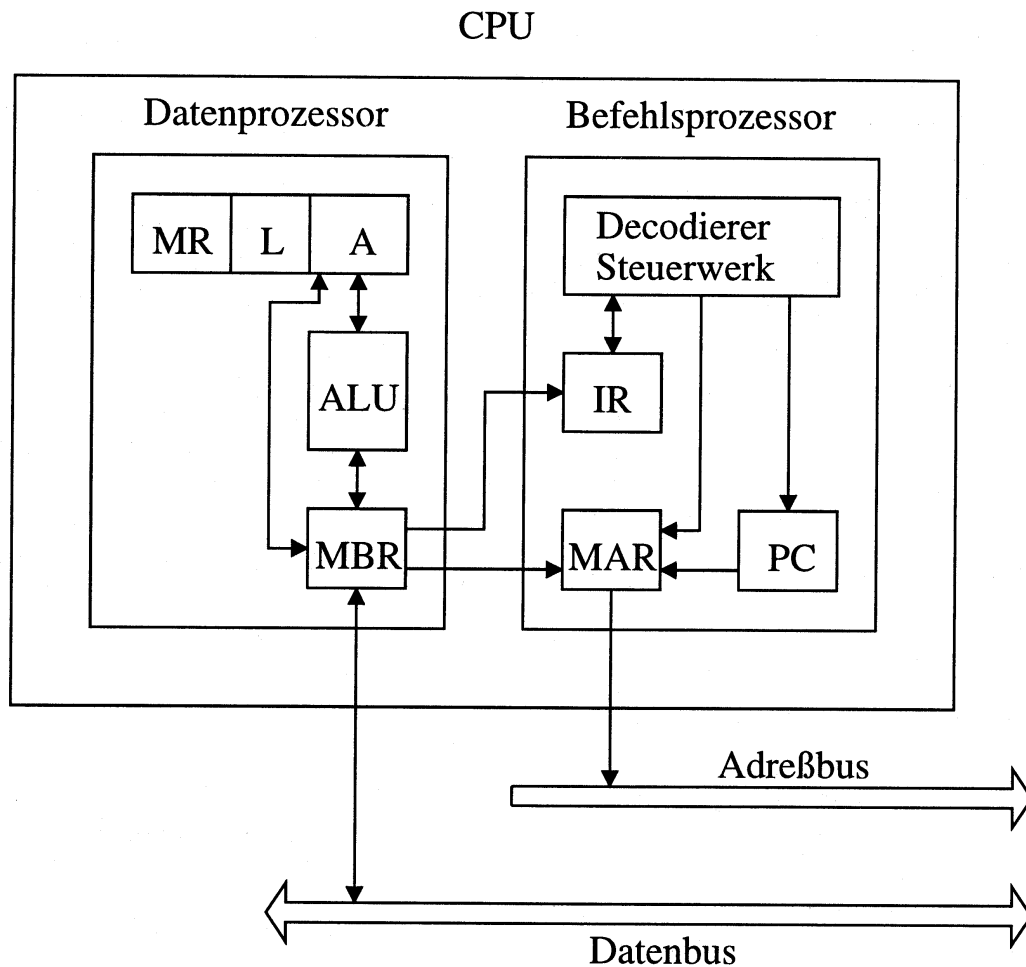 CPU
Datenprozessor
Befehlsprozessor
MR L A
Decodierer
Steuerwerk
ALU
IR
MBR
MAR
PC
Adreßbus
Datenbus